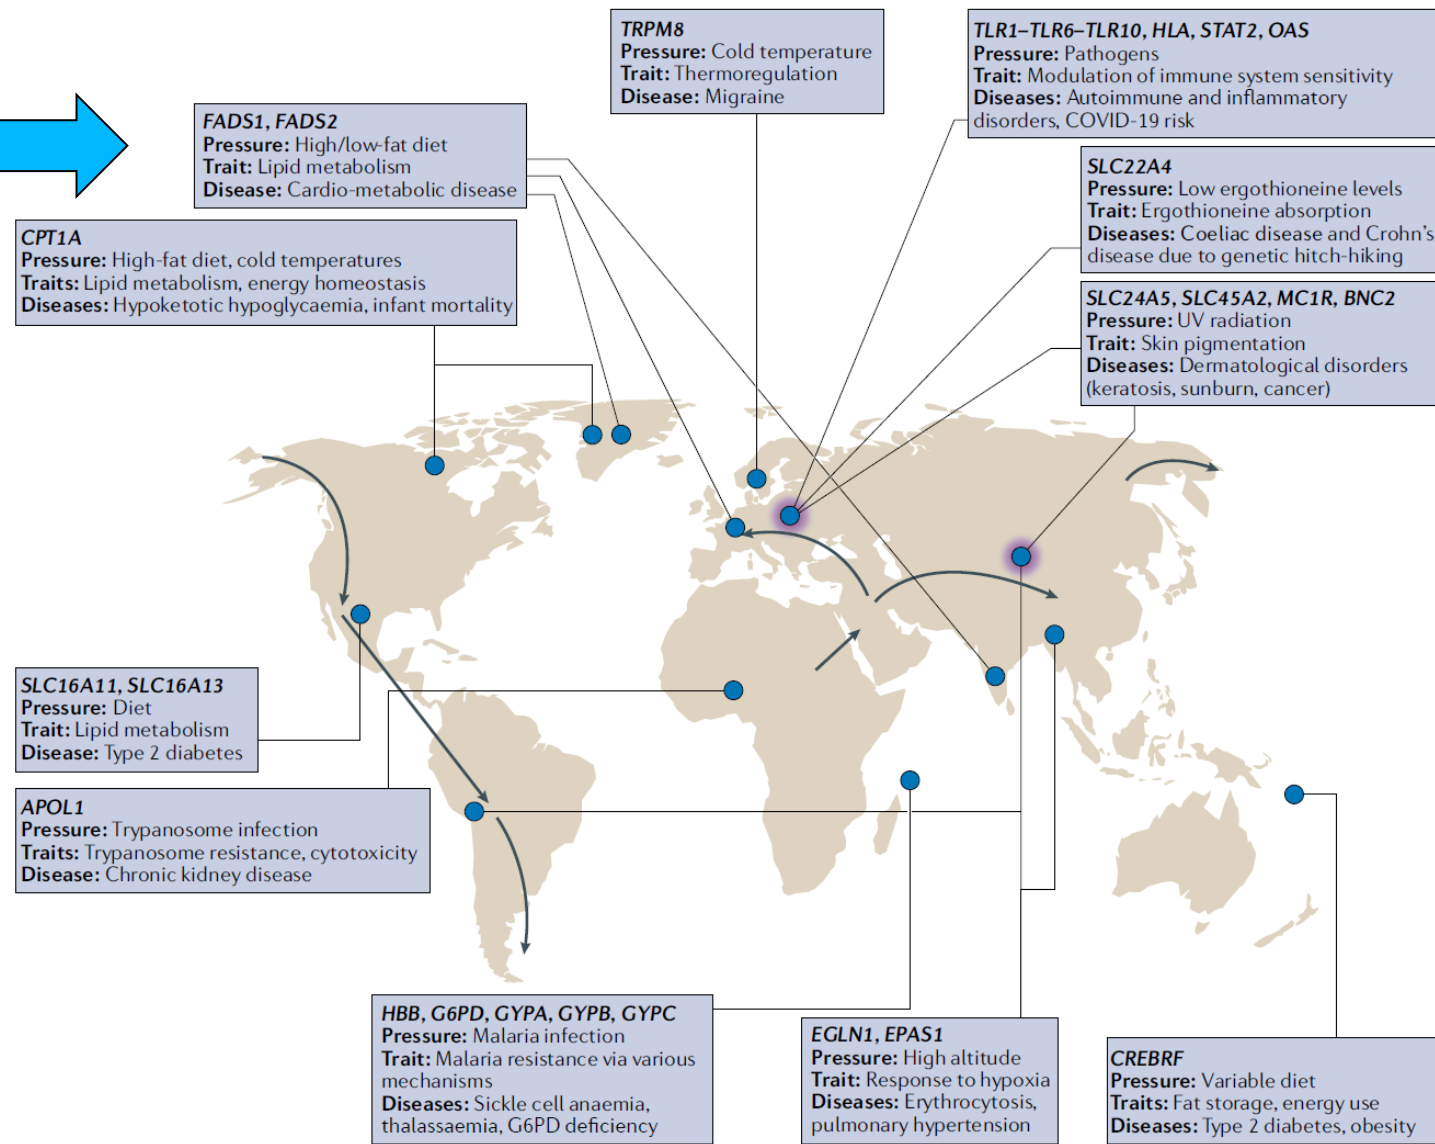 TRPM8
Pressure: Cold temperature
Trait: Thermoregulation
Disease: Migraine
TLR1–TLR6–TLR10, HLA, STAT2, OAS
Pressure: Pathogens
Trait: Modulation of immune system sensitivity
Diseases: Autoimmune and inflammatory
disorders, COVID-19 risk
FADS1, FADS2
Pressure: High/low-fat diet
Trait: Lipid metabolism
Disease: Cardio-metabolic disease
SLC22A4
Pressure: Low ergothioneine levels
Trait: Ergothioneine absorption
Diseases: Coeliac disease and Crohn's
disease due to genetic hitch-hiking
CPT1A
Pressure: High-fat diet, cold temperatures
Traits: Lipid metabolism, energy homeostasis
Diseases: Hypoketotic hypoglycaemia, infant mortality
SLC24A5, SLC45A2, MC1R, BNC2
Pressure: UV radiation
Trait: Skin pigmentation
Diseases: Dermatological disorders
(keratosis, sunburn, cancer)
SLC16A11, SLC16A13
Pressure: Diet
Trait: Lipid metabolism
Disease: Type 2 diabetes
APOL1
Pressure: Trypanosome infection
Traits: Trypanosome resistance, cytotoxicity
Disease: Chronic kidney disease
HBB, G6PD, GYPA, GYPB, GYPC
Pressure: Malaria infection
Trait: Malaria resistance via various
mechanisms
Diseases: Sickle cell anaemia,
thalassaemia, G6PD deficiency
EGLN1, EPAS1
Pressure: High altitude
Trait: Response to hypoxia
Diseases: Erythrocytosis,
pulmonary hypertension
CREBRF
Pressure: Variable diet
Traits: Fat storage, energy use
Diseases: Type 2 diabetes, obesity